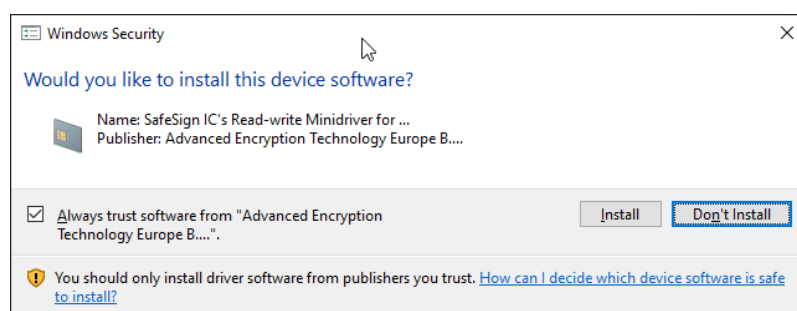 Windows Security
Would you like to install this device software?
Name: SafeSign IC's Read-write Minidriver for ...
Publisher: Advanced Encryption Technology Europe B....
Always trust software from "Advanced Encryption
Technology Europe B....".
Install
Don't Install
You should only install driver software from publishers you trust. How can I decide which device software is safe
to install?